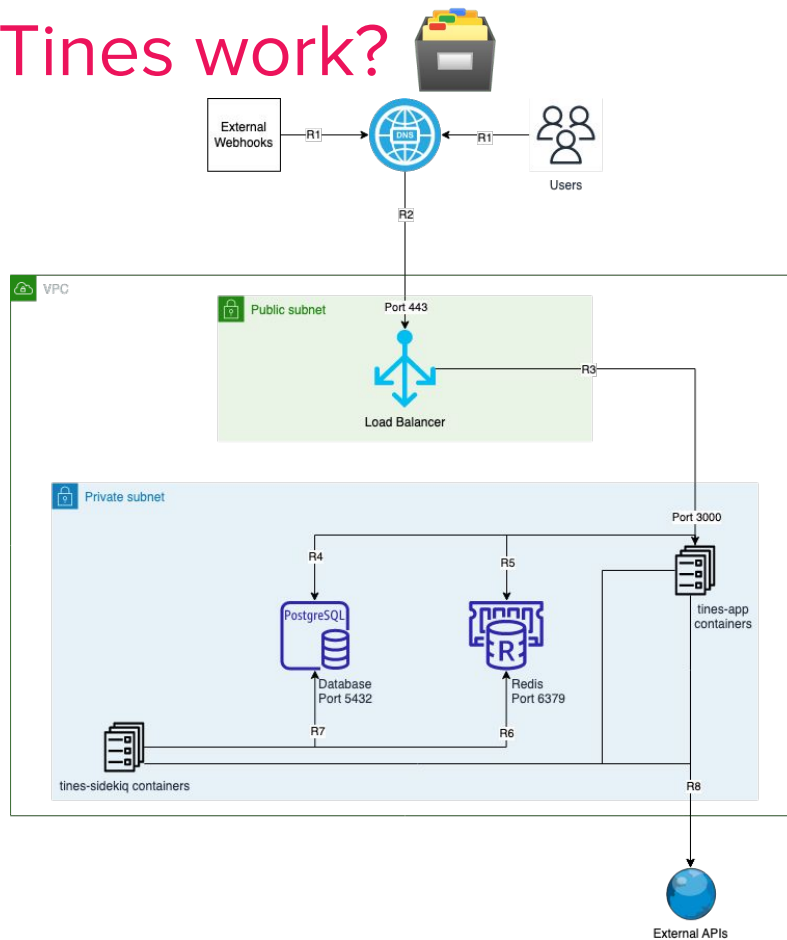 Tines work?
External
Webhooks
R1
DNS
R1
Users
R2
VPC
Public subnet
Port 443
R3
Load Balancer
Private subnet
Port 3000
R4
R5
PostgreSQL
R
tines-app
containers
Database
Port 5432
Redis
Port 6379
R7
R6
tines-sidekiq containers
R8
External APIs